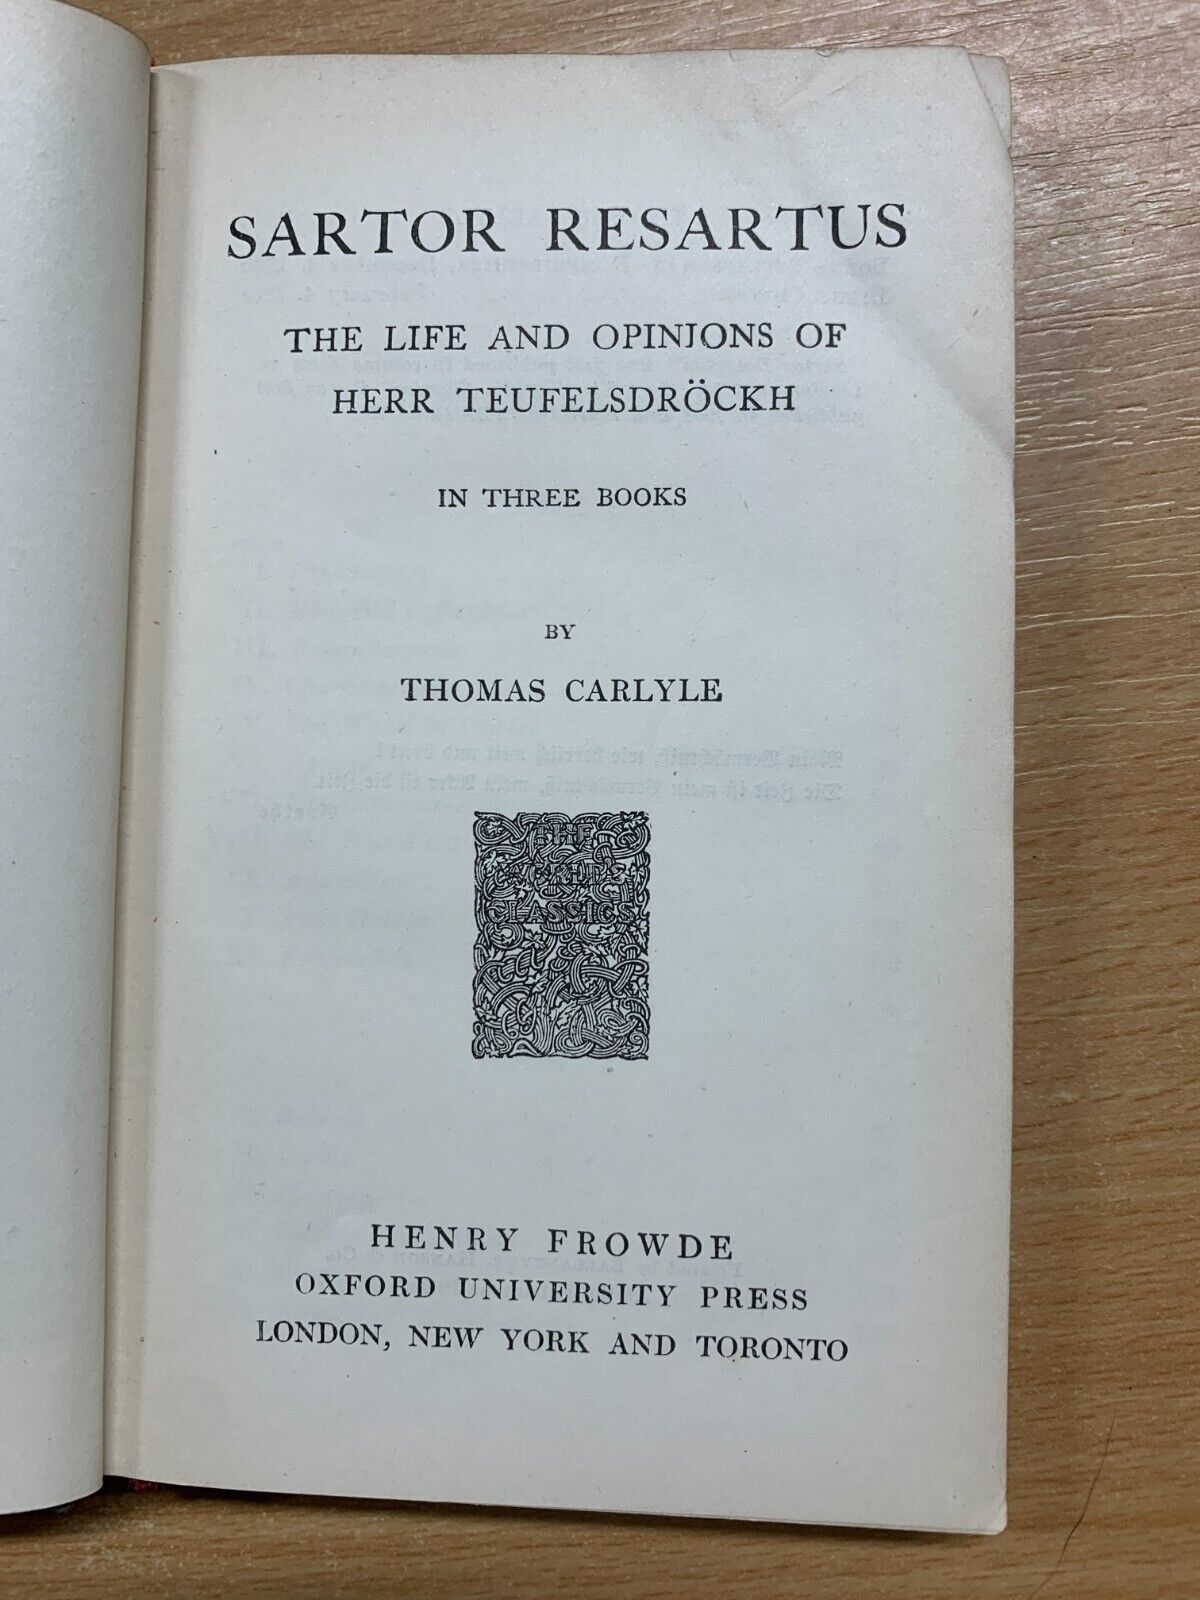 SARTOR RESARTUS
THE LIFE AND OPINIONS OF
HERR TEUFELSDRÖCKH
IN THREE BOOKS
BY
THOMAS CARLYLE
THE
WORLD'S
CLASSICS
HENRY FROWDE
OXFORD UNIVERSITY PRESS
LONDON, NEW YORK AND TORONTO